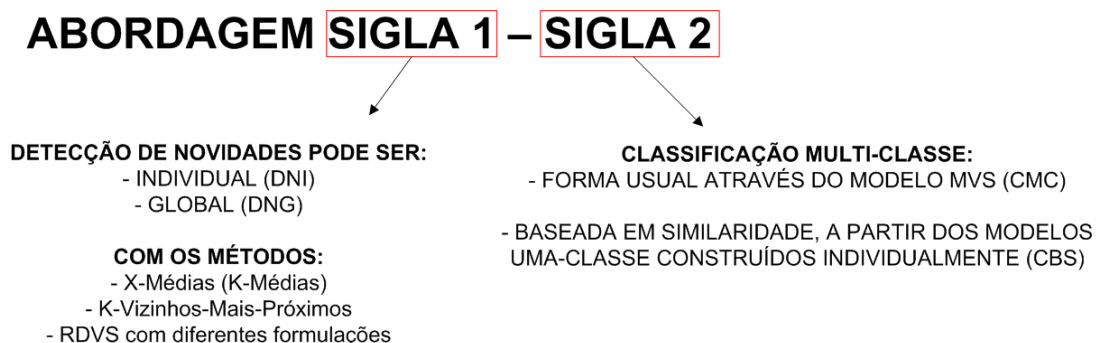 ABORDAGEM SIGLA 1 – SIGLA 2
DETECÇÃO DE NOVIDADES PODE SER:
- INDIVIDUAL (DNI)
- GLOBAL (DNG)
COM OS MÉTODOS:
- X-Médias (K-Médias)
- K-Vizinhos-Mais-Próximos
- RDVS com diferentes formulações
CLASSIFICAÇÃO MULTI-CLASSE:
- FORMA USUAL ATRAVÉS DO MODELO MVS (CMC)
- BASEADA EM SIMILARIDADE, A PARTIR DOS MODELOS
UMA-CLASSE CONSTRUÍDOS INDIVIDUALMENTE (CBS)